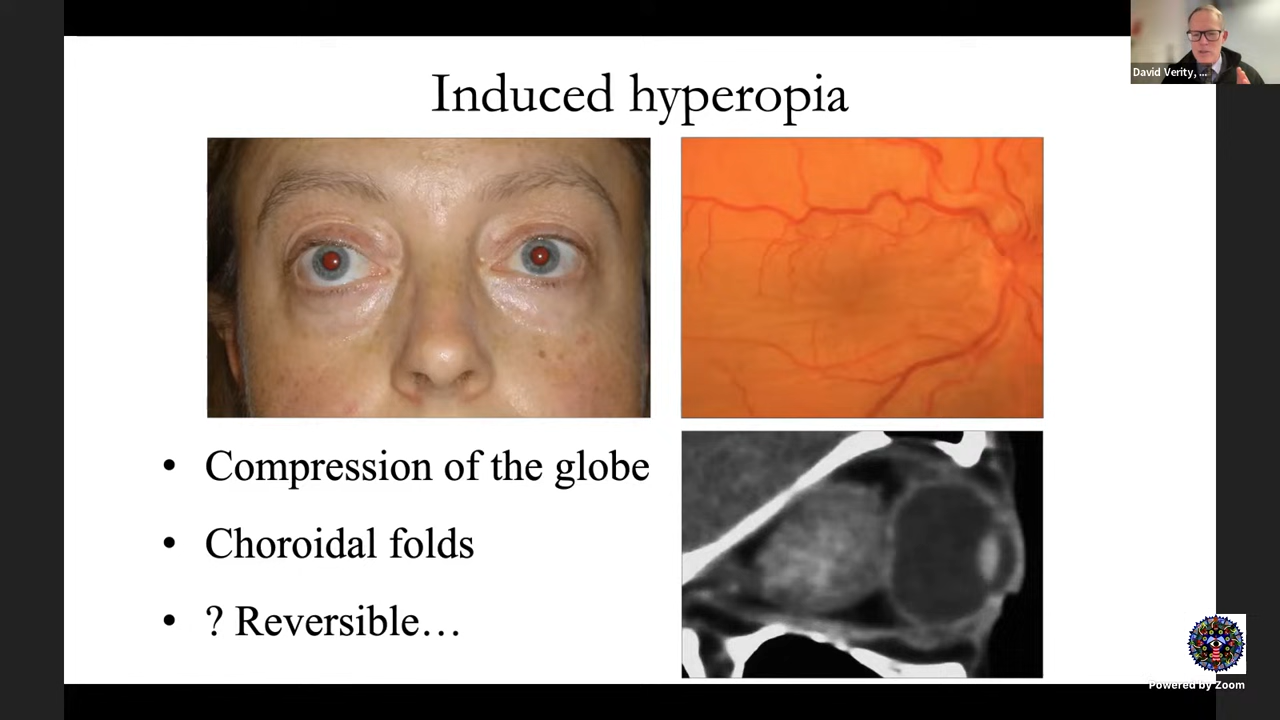 Induced hyperopia
David Verity, ...
• Compression of the globe
• Choroidal folds
• ? Reversible…
Powered by Zoom